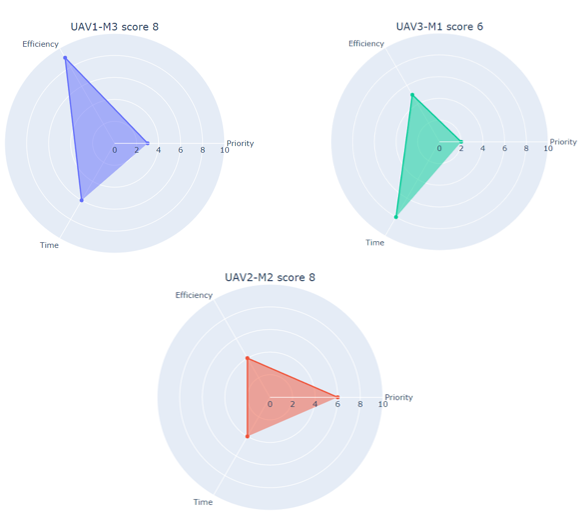 UAV1-M3 score 8
Efficiency
Priority
0 2 4 6 8 10
Time
UAV3-M1 score 6
Efficiency
Priority
0 2 4 6 8 10
Time
UAV2-M2 score 8
Efficiency
Priority
0 2 4 6 8 10
Time